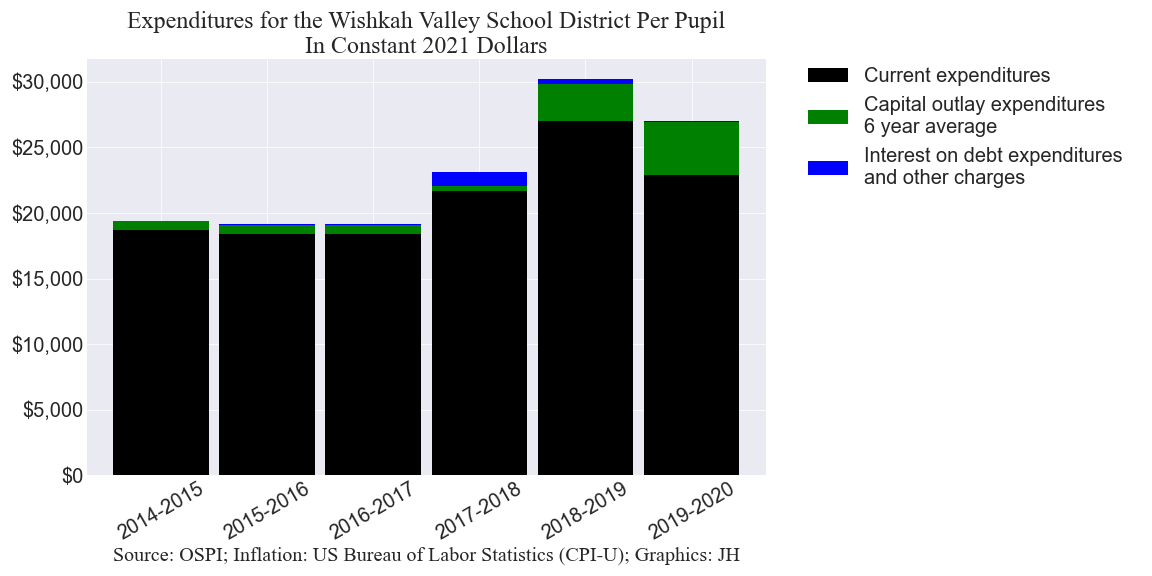 Expenditures for the Wishkah Valley School District Per Pupil
In Constant 2021 Dollars
$30,000
$25,000
$20,000
$15,000
$10,000
$5,000
$0
2014-2015
2015-2016
2016-2017
2017-2018
2018-2019
2019-2020
Source: OSPI; Inflation: US Bureau of Labor Statistics (CPI-U); Graphics: JH
Current expenditures
Capital outlay expenditures
6 year average
Interest on debt expenditures
and other charges